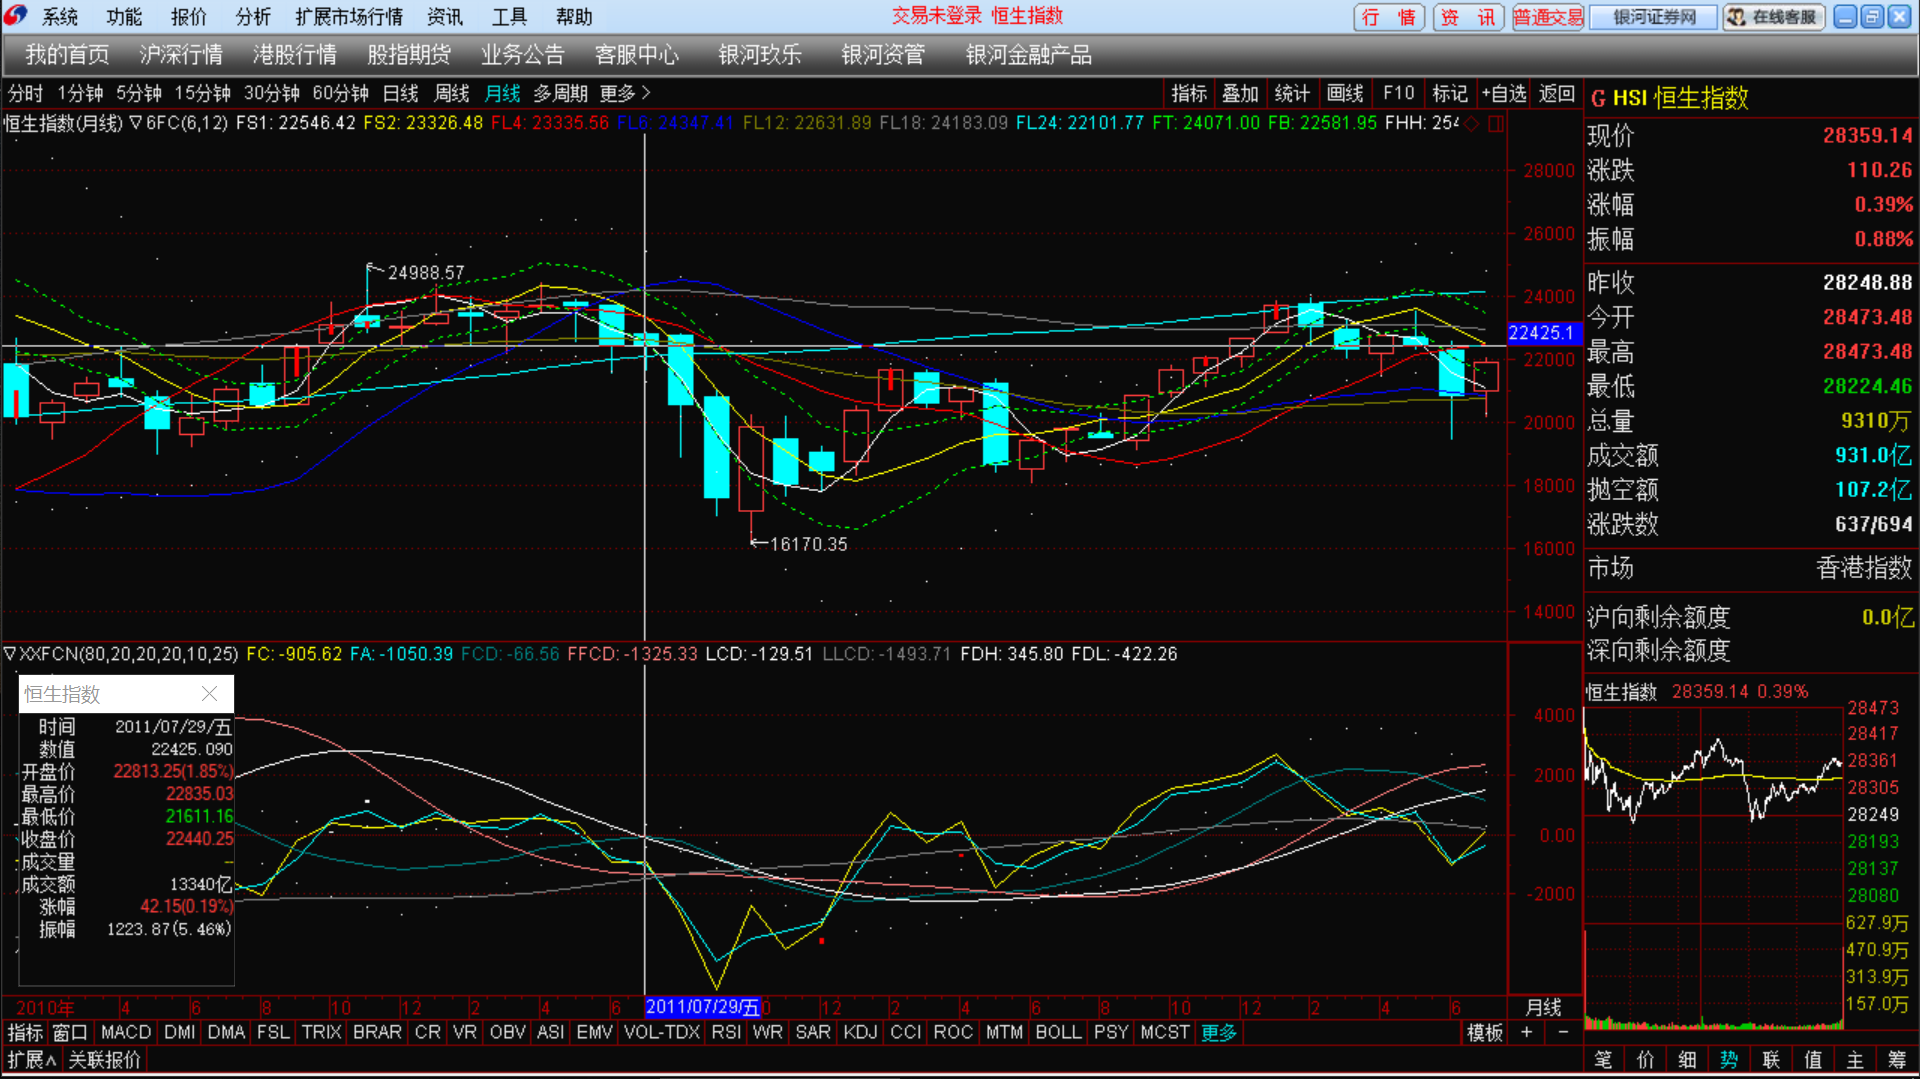 系统 功能 报价 分析 扩展市场行情 资讯 工具 帮助 交易未登录 恒生指数 行 情 资 讯 普通交易 银河证券网 在线客服
我的首页 沪深行情 港股行情 股指期货 业务公告 客服中心 银河玖乐 银河资管 银河金融产品
分时 1分钟 5分钟 15分钟 30分钟 60分钟 日线 周线 月线 多周期 更多 指标 叠加 统计 画线 F10 标记 +自选 返回
恒生指数(月线) 6FC(6,12) FS1: 22546.42 FS2: 23326.48 FL4: 23335.56 FL6: 24347.41 FL12: 22631.89 FL18: 24183.09 FL24: 22101.77 FT: 24071.00 FB: 22581.95 FHH: 254
28000
26000
24988.57
24000
22425.1
22000
20000
18000
16170.35
16000
14000
XXFCN(80,20,20,20,10,25) FC: -905.62 FA: -1050.39 FCD: -66.56 FFCD: -1325.33 LCD: -129.51 LLCD: -1493.71 FDH: 345.80 FDL: -422.26
恒生指数
时间 2011/07/29/五
数值 22425.090
开盘价 22813.25(1.85%)
最高价 22835.03
最低价 21611.16
收盘价 22440.25
成交量 -
成交额 13340亿
涨幅 42.15(0.19%)
振幅 1223.87(5.46%)
4000
2000
0.00
-2000
2010年 4 6 8 10 12 2 4 6 2011/07/29/五 0 12 2 4 6 8 10 12 2 4 6 月线
指标 窗口 MACD DMI DMA FSL TRIX BRAR CR VR OBV ASI EMV VOL-TDX RSI WR SAR KDJ CCI ROC MTM BOLL PSY MCST 更多 模板 + -
扩展∧ 关联报价
G HSI 恒生指数
现价 28359.14
涨跌 110.26
涨幅 0.39%
振幅 0.88%
昨收 28248.88
今开 28473.48
最高 28473.48
最低 28224.46
总量 9310万
成交额 931.0亿
抛空额 107.2亿
涨跌数 637/694
市场 香港指数
沪向剩余额度 0.0亿
深向剩余额度
恒生指数 28359.14 0.39%
28473
28417
28361
28305
28249
28193
28137
28080
627.9万
470.9万
313.9万
157.0万
笔 价 细 势 联 值 主 筹